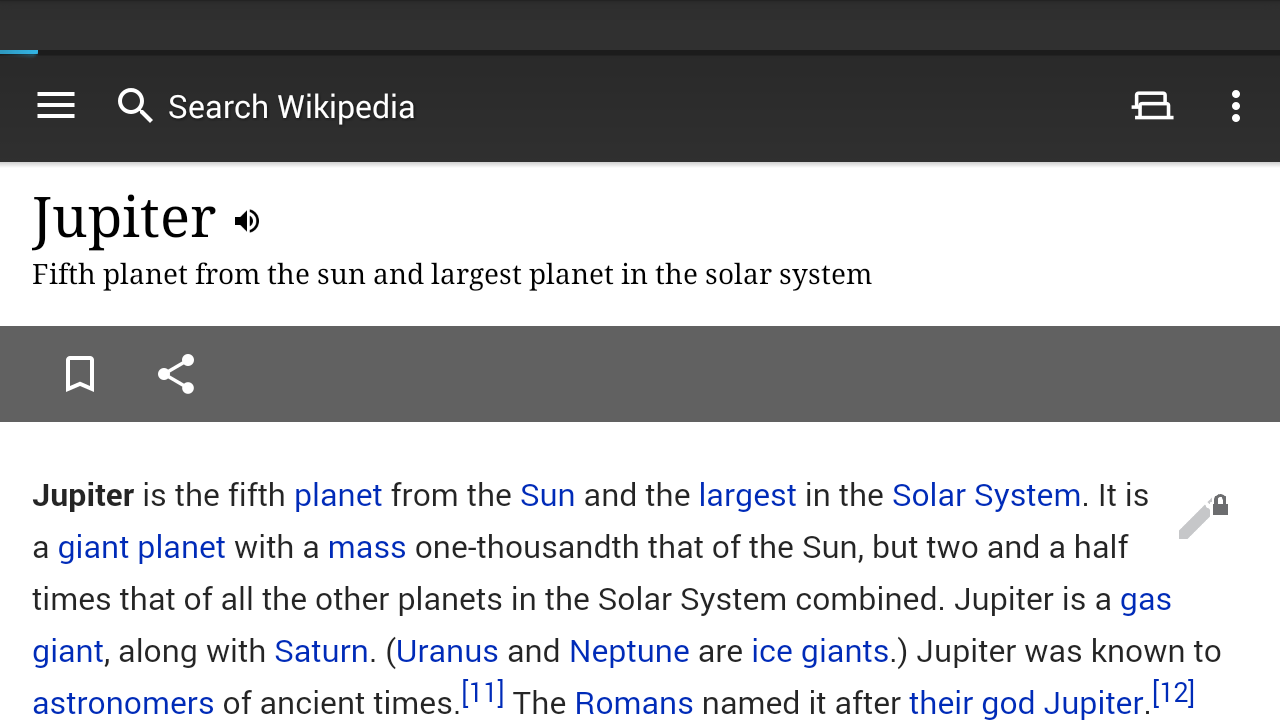 Search Wikipedia
Jupiter
Fifth planet from the sun and largest planet in the solar system
Jupiter is the fifth planet from the Sun and the largest in the Solar System. It is
a giant planet with a mass one-thousandth that of the Sun, but two and a half
times that of all the other planets in the Solar System combined. Jupiter is a gas
giant, along with Saturn. (Uranus and Neptune are ice giants.) Jupiter was known to
astronomers of ancient times.[11] The Romans named it after their god Jupiter.[12]